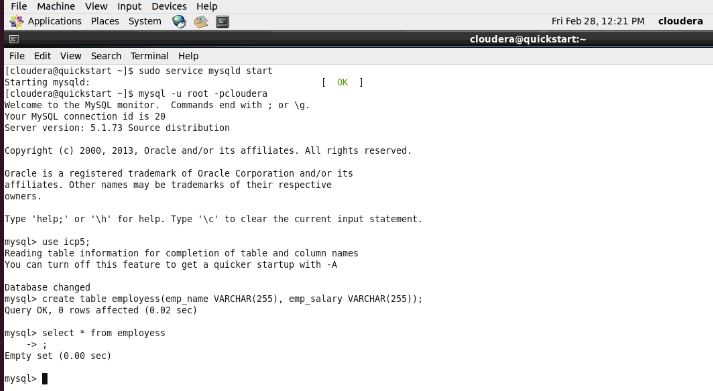 File Machine View Input Devices Help
Applications Places System Fri Feb 28, 12:21 PM cloudera
cloudera@quickstart:~
File Edit View Search Terminal Help
[cloudera@quickstart ~]$ sudo service mysqld start
Starting mysqld: [ OK ]
[cloudera@quickstart ~]$ mysql -u root -pcloudera
Welcome to the MySQL monitor. Commands end with ; or \g.
Your MySQL connection id is 20
Server version: 5.1.73 Source distribution
Copyright (c) 2000, 2013, Oracle and/or its affiliates. All rights reserved.
Oracle is a registered trademark of Oracle Corporation and/or its
affiliates. Other names may be trademarks of their respective
owners.
Type 'help;' or '\h' for help. Type '\c' to clear the current input statement.
mysql> use icp5;
Reading table information for completion of table and column names
You can turn off this feature to get a quicker startup with -A
Database changed
mysql> create table employess(emp_name VARCHAR(255), emp_salary VARCHAR(255));
Query OK, 0 rows affected (0.02 sec)
mysql> select * from employess
-> ;
Empty set (0.00 sec)
mysql>